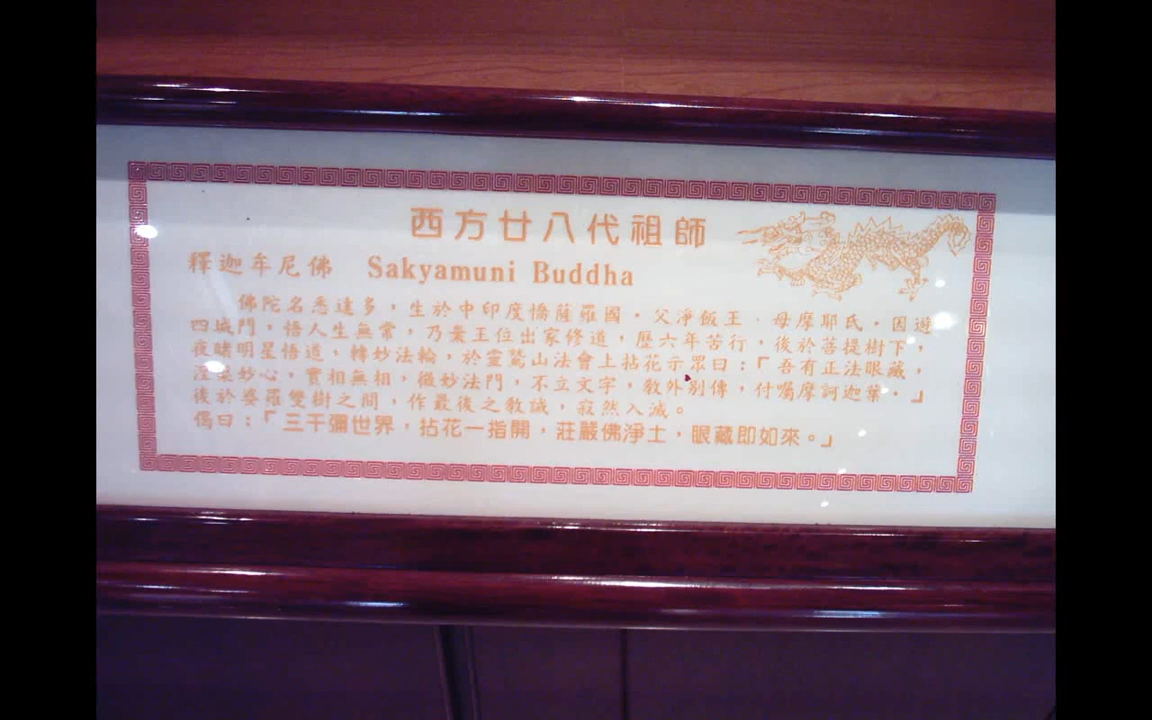 西方廿八代祖師
釋迦牟尼佛 Sakyamuni Buddha
佛陀名悉達多，生於中印度憍薩羅國。父淨飯王．母摩耶氏。因遊
四城門，悟人生無常，乃棄王位出家修道，歷六年苦行，後於菩提樹下，
夜睹明星悟道，轉妙法輪，於靈鷲山法會上拈花示眾曰：「吾有正法眼藏，
涅槃妙心，實相無相，微妙法門，不立文字，教外別傳，付囑摩訶迦葉。」
後於婆羅雙樹之間，作最後之教誡，寂然入滅。
偈曰：「三千彌世界，拈花一指開，莊嚴佛淨土，眼藏即如來。」